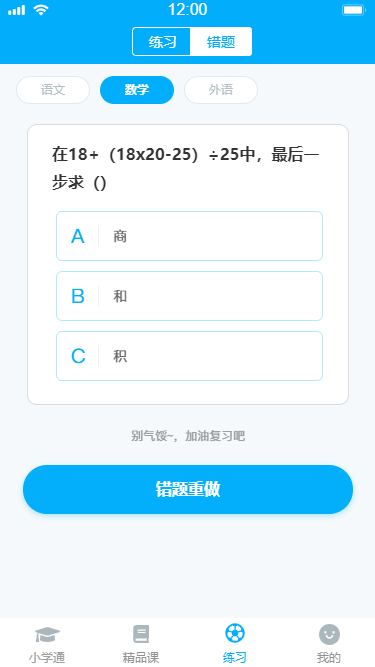 12:00
练习 错题
语文 数学 外语
在18+（18x20-25）÷25中，最后一
步求（）
A 商
B 和
C 积
别气馁~，加油复习吧
错题重做
小学通 精品课 练习 我的